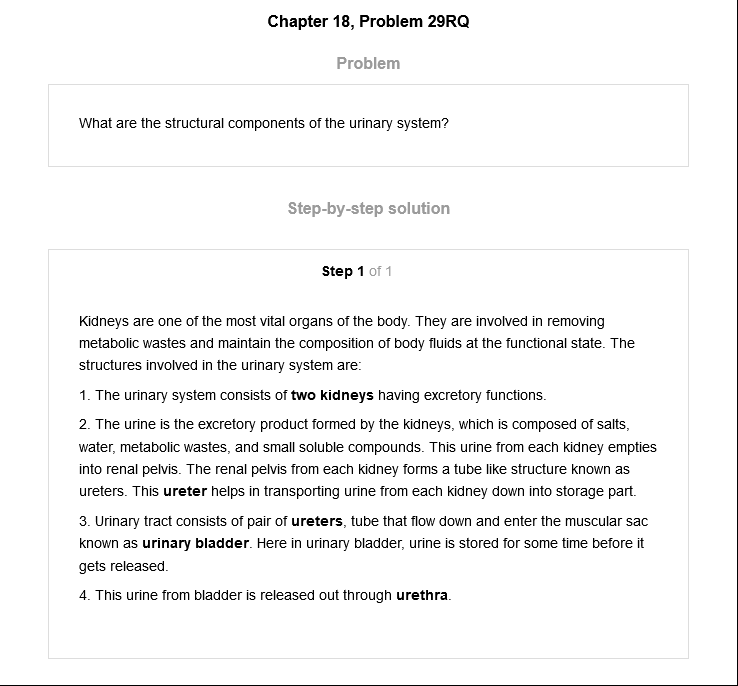 Chapter 18, Problem 29RQ
Problem
What are the structural components of the urinary system?
Step-by-step solution
Step 1 of 1
Kidneys are one of the most vital organs of the body. They are involved in removing
metabolic wastes and maintain the composition of body fluids at the functional state. The
structures involved in the urinary system are:
1. The urinary system consists of two kidneys having excretory functions.
2. The urine is the excretory product formed by the kidneys, which is composed of salts,
water, metabolic wastes, and small soluble compounds. This urine from each kidney empties
into renal pelvis. The renal pelvis from each kidney forms a tube like structure known as
ureters. This ureter helps in transporting urine from each kidney down into storage part.
3. Urinary tract consists of pair of ureters, tube that flow down and enter the muscular sac
known as urinary bladder. Here in urinary bladder, urine is stored for some time before it
gets released.
4. This urine from bladder is released out through urethra.